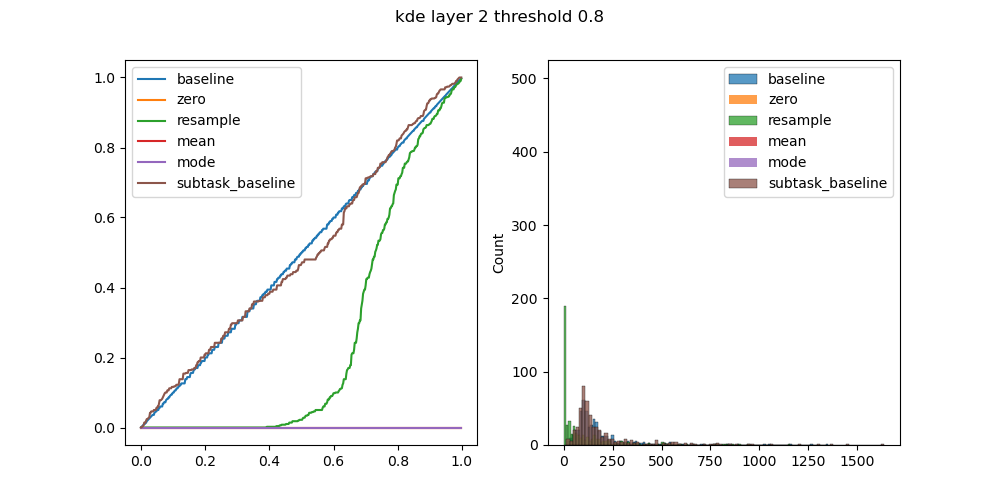 kde layer 2 threshold 0.8
baseline
zero
resample
mean
mode
subtask_baseline
1.0
0.8
0.6
0.4
0.2
0.0
0.0 0.2 0.4 0.6 0.8 1.0
baseline
zero
resample
mean
mode
subtask_baseline
Count
500
400
300
200
100
0
0 250 500 750 1000 1250 1500